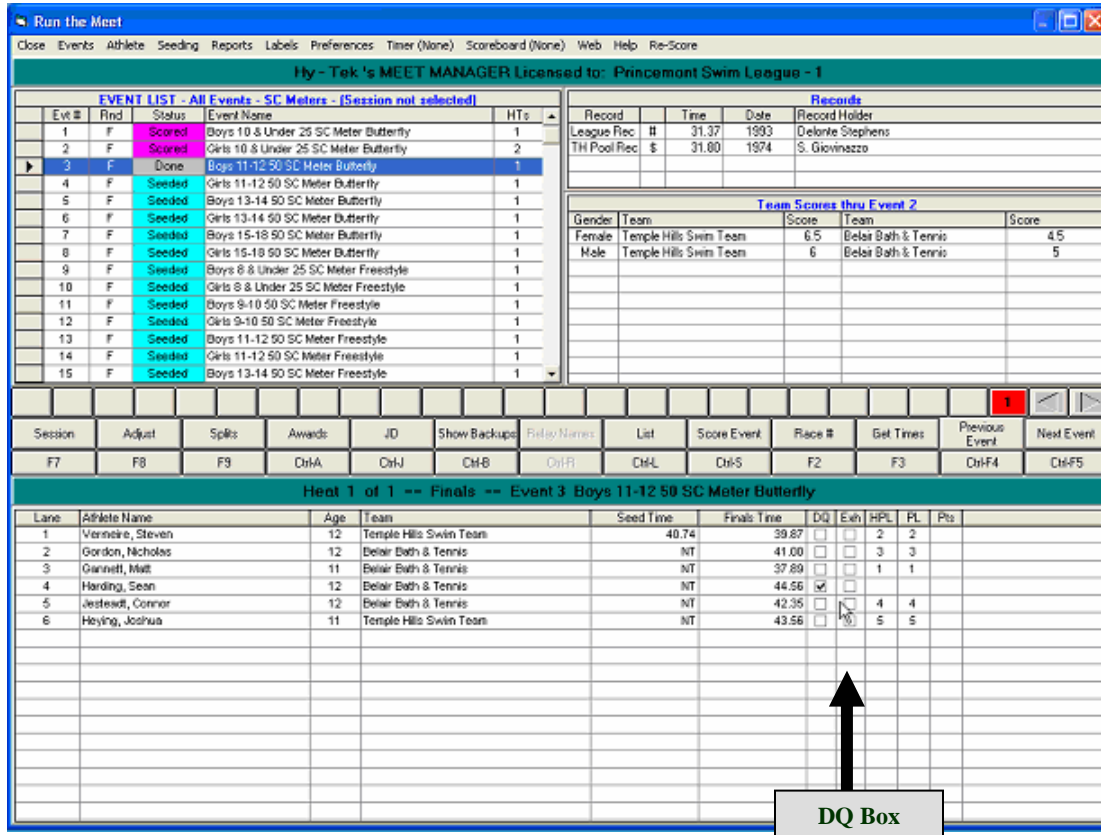 Run the Meet
Close Events Athlete Seeding Reports Labels Preferences Timer (None) Scoreboard (None) Web Help Re-Score
Hy-Tek's MEET MANAGER Licensed to: Princemont Swim League - 1
EVENT LIST - All Events - SC Meters - (Session not selected)
Evt # Rnd Status Event Name HTs
1 F Scored Boys 10 & Under 25 SC Meter Butterfly 1
2 F Scored Girls 10 & Under 25 SC Meter Butterfly 2
3 F Done Boys 11-12 50 SC Meter Butterfly 1
4 F Seeded Girls 11-12 50 SC Meter Butterfly 1
5 F Seeded Boys 13-14 50 SC Meter Butterfly 1
6 F Seeded Girls 13-14 50 SC Meter Butterfly 1
7 F Seeded Boys 15-18 50 SC Meter Butterfly 1
8 F Seeded Girls 15-18 50 SC Meter Butterfly 1
9 F Seeded Boys 8 & Under 25 SC Meter Freestyle 1
10 F Seeded Girls 8 & Under 25 SC Meter Freestyle 1
11 F Seeded Boys 9-10 50 SC Meter Freestyle 1
12 F Seeded Girls 9-10 50 SC Meter Freestyle 1
13 F Seeded Boys 11-12 50 SC Meter Freestyle 1
14 F Seeded Girls 11-12 50 SC Meter Freestyle 1
15 F Seeded Boys 13-14 50 SC Meter Freestyle 1
Records
Record Time Date Record Holder
League Rec # 31.37 1993 Delonte Stephens
TH Pool Rec $ 31.80 1974 S. Giovinazzo
Team Scores thru Event 2
Gender Team Score Team Score
Female Temple Hills Swim Team 6.5 Belair Bath & Tennis 4.5
Male Temple Hills Swim Team 6 Belair Bath & Tennis 5
1
Session Adjust Splits Awards JD Show Backups Relay Names List Score Event Race # Get Times Previous Event Next Event
F7 F8 F9 Ctrl-A Ctrl-J Ctrl-B Ctrl-R Ctrl-L Ctrl-S F2 F3 Ctrl-F4 Ctrl-F5
Heat 1 of 1 -- Finals -- Event 3 Boys 11-12 50 SC Meter Butterfly
Lane Athlete Name Age Team Seed Time Finals Time DQ Exh HPL PL Pts
1 Vermeire, Steven 12 Temple Hills Swim Team 40.74 39.87 2 2
2 Gordon, Nicholas 12 Belair Bath & Tennis NT 41.00 3 3
3 Gannett, Matt 11 Belair Bath & Tennis NT 37.89 1 1
4 Harding, Sean 12 Belair Bath & Tennis NT 44.56
5 Jesteadt, Connor 12 Belair Bath & Tennis NT 42.35 4 4
6 Heying, Joshua 11 Temple Hills Swim Team NT 43.56 5 5
DQ Box